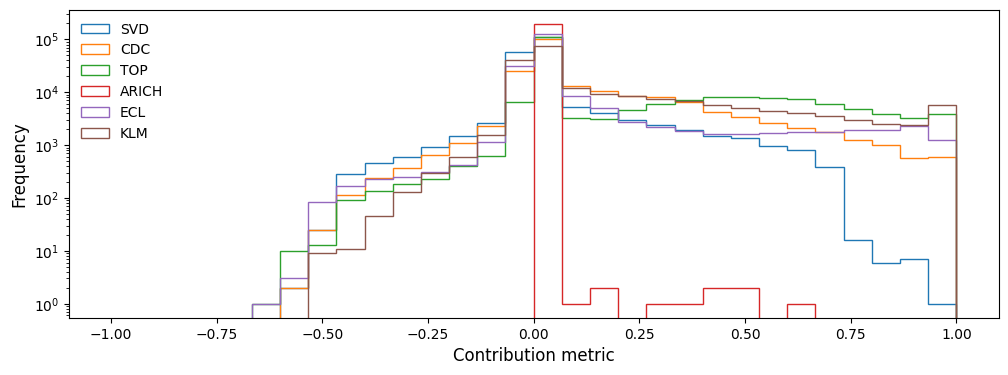 SVD
CDC
TOP
ARICH
ECL
KLM
Frequency
10⁵
10⁴
10³
10²
10¹
10⁰
−1.00 −0.75 −0.50 −0.25 0.00 0.25 0.50 0.75 1.00
Contribution metric